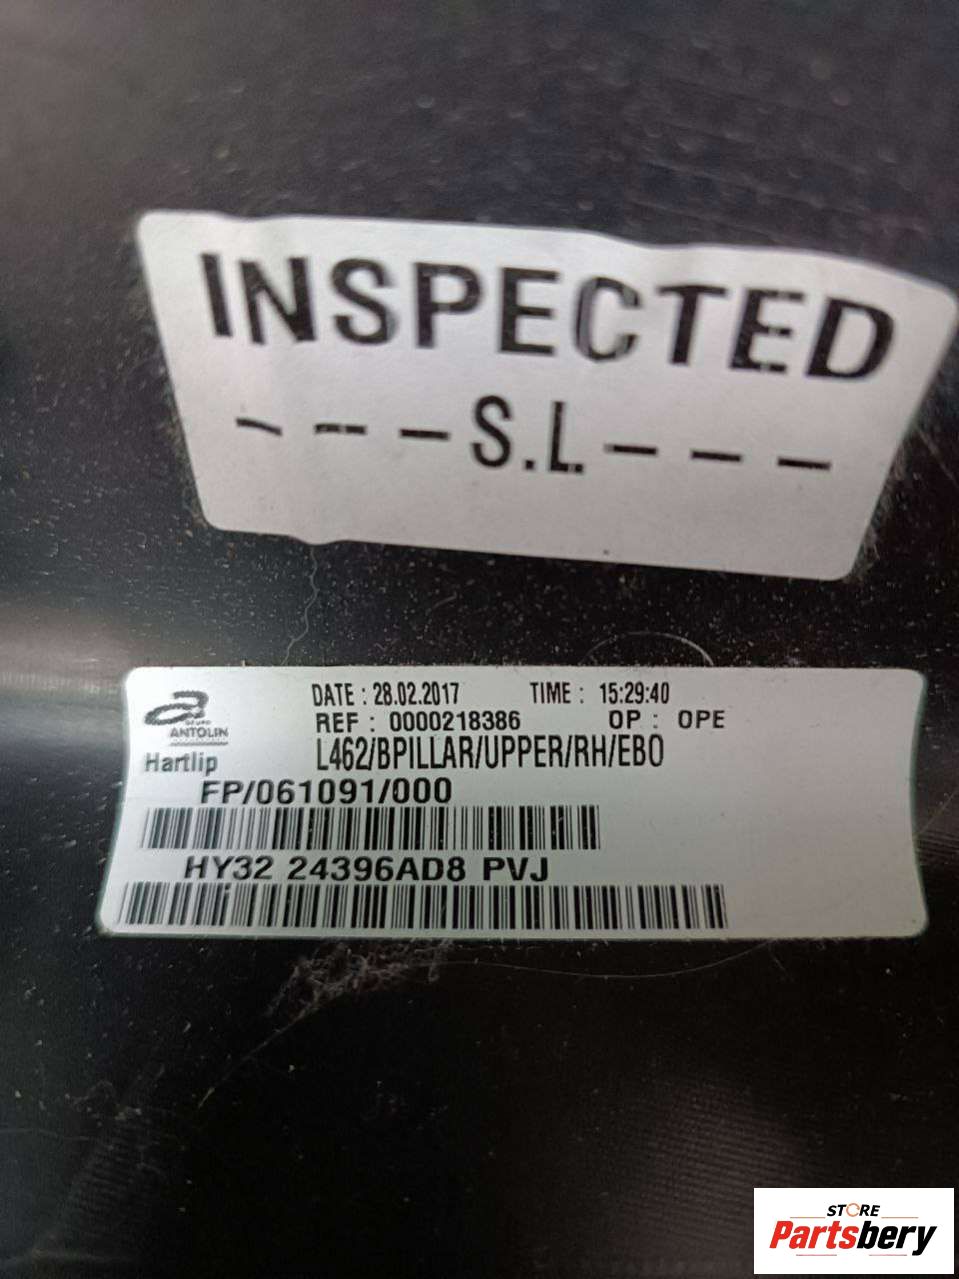 INSPECTED
- - - S.L. - - -
DATE : 28.02.2017 TIME : 15:29:40
REF : 0000218386 OP : OPE
GRUPO
ANTOLIN
Hartlip
L462/BPILLAR/UPPER/RH/EBO
FP/061091/000
HY32 24396AD8 PVJ
STORE
Partsbery